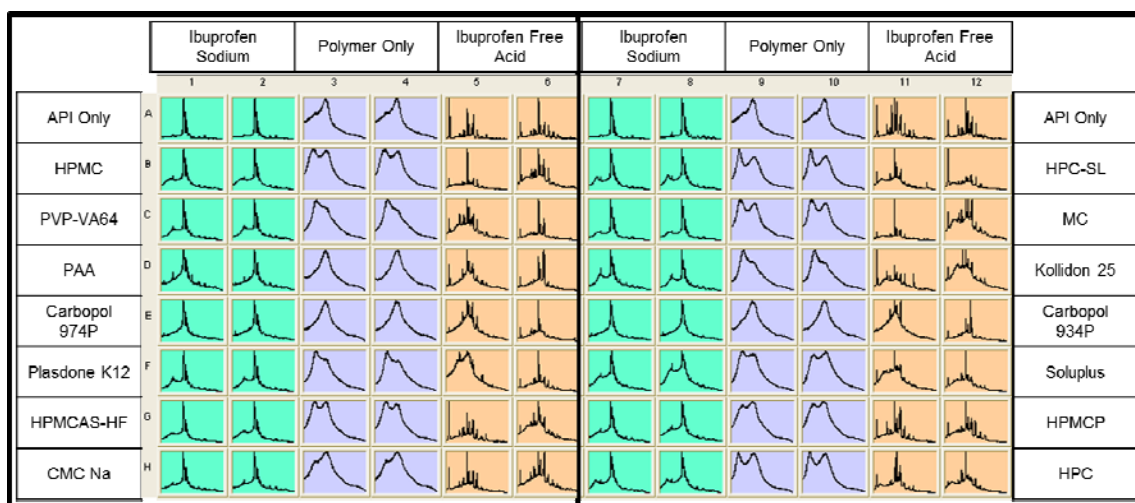 Ibuprofen
Sodium
Polymer Only
Ibuprofen Free
Acid
Ibuprofen
Sodium
Polymer Only
Ibuprofen Free
Acid
1 2 3 4 5 6 7 8 9 10 11 12
API Only A API Only
HPMC B HPC-SL
PVP-VA64 C MC
PAA D Kollidon 25
Carbopol
974P
E
Carbopol
934P
Plasdone K12 F Soluplus
HPMCAS-HF G HPMCP
CMC Na H HPC